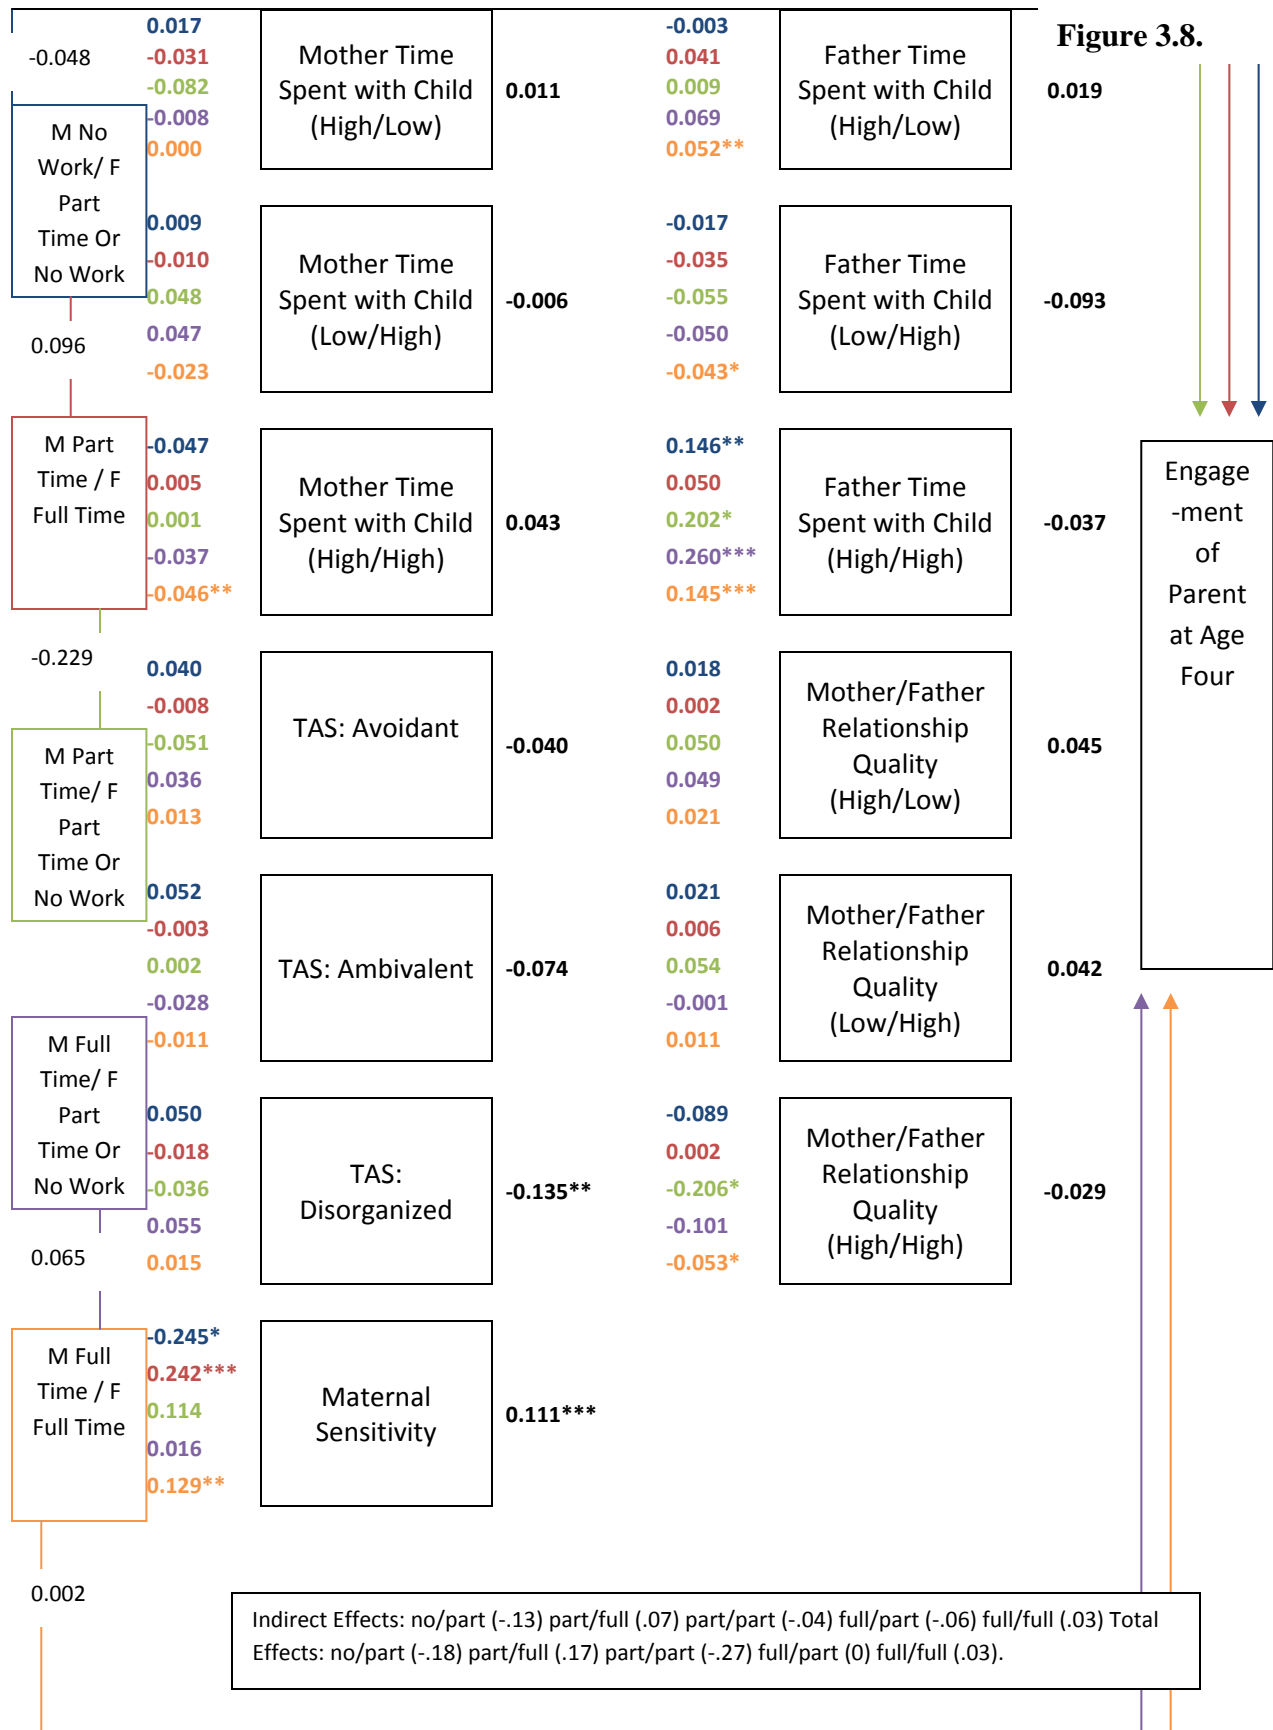 Figure 3.8.
-0.048
M No
Work/ F
Part
Time Or
No Work
0.096
M Part
Time / F
Full Time
-0.229
M Part
Time/ F
Part
Time Or
No Work
M Full
Time/ F
Part
Time Or
No Work
0.065
M Full
Time / F
Full Time
0.002
0.017
-0.031
-0.082
-0.008
0.000
Mother Time
Spent with Child
(High/Low)
0.011
-0.003
0.041
0.009
0.069
0.052**
Father Time
Spent with Child
(High/Low)
0.019
0.009
-0.010
0.048
0.047
-0.023
Mother Time
Spent with Child
(Low/High)
-0.006
-0.017
-0.035
-0.055
-0.050
-0.043*
Father Time
Spent with Child
(Low/High)
-0.093
-0.047
0.005
0.001
-0.037
-0.046**
Mother Time
Spent with Child
(High/High)
0.043
0.146**
0.050
0.202*
0.260***
0.145***
Father Time
Spent with Child
(High/High)
-0.037
0.040
-0.008
-0.051
0.036
0.013
TAS: Avoidant
-0.040
0.018
0.002
0.050
0.049
0.021
Mother/Father
Relationship
Quality
(High/Low)
0.045
0.052
-0.003
0.002
-0.028
-0.011
TAS: Ambivalent
-0.074
0.021
0.006
0.054
-0.001
0.011
Mother/Father
Relationship
Quality
(Low/High)
0.042
0.050
-0.018
-0.036
0.055
0.015
TAS:
Disorganized
-0.135**
-0.089
0.002
-0.206*
-0.101
-0.053*
Mother/Father
Relationship
Quality
(High/High)
-0.029
-0.245*
0.242***
0.114
0.016
0.129**
Maternal
Sensitivity
0.111***
Engage
-ment
of
Parent
at Age
Four
Indirect Effects: no/part (-.13) part/full (.07) part/part (-.04) full/part (-.06) full/full (.03) Total
Effects: no/part (-.18) part/full (.17) part/part (-.27) full/part (0) full/full (.03).